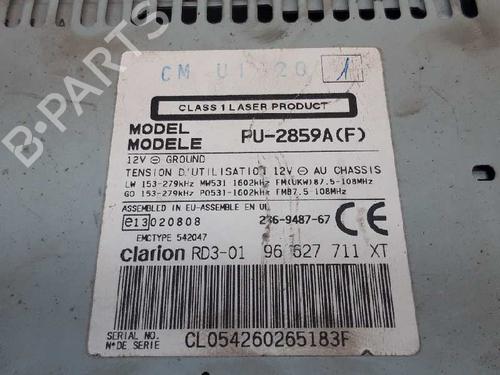 CM U1 20 1
CLASS 1 LASER PRODUCT
MODEL
MODELE PU-2859A(F)
12V ⊖ GROUND
TENSION D'UTILISATION 12V ⊖ AU CHASSIS
LW 153-279kHz MW531-1602kHz FM(UKW)87.5-108MHz
GO 153-279kHz PO531-1602kHz FM87.5-108MHz
ASSEMBLED IN EU-ASSEMBLE EN UE
e13 020808 236-9487-67 CE
EMCTYPE 542047
clarion RD3-01 96 627 711 XT
SERIAL NO.
N° DE SERIE CL054260265183F